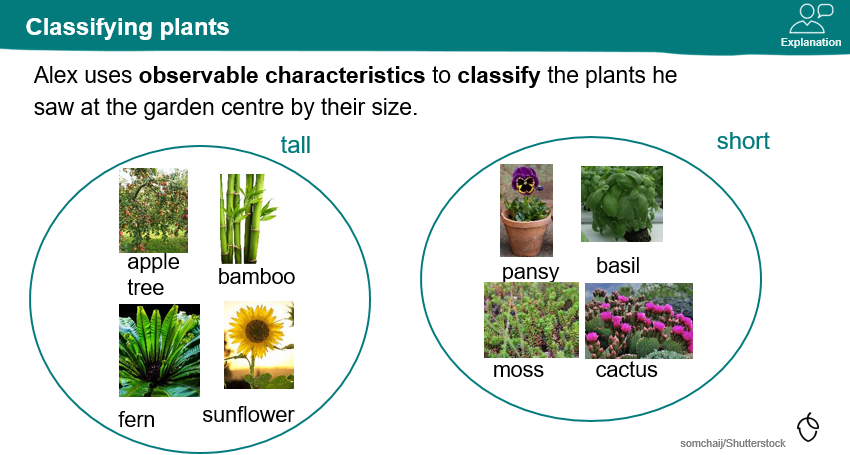 Classifying plants
Explanation
Alex uses observable characteristics to classify the plants he
saw at the garden centre by their size.
tall
apple
tree
bamboo
fern
sunflower
short
pansy
basil
moss
cactus
somchaij/Shutterstock